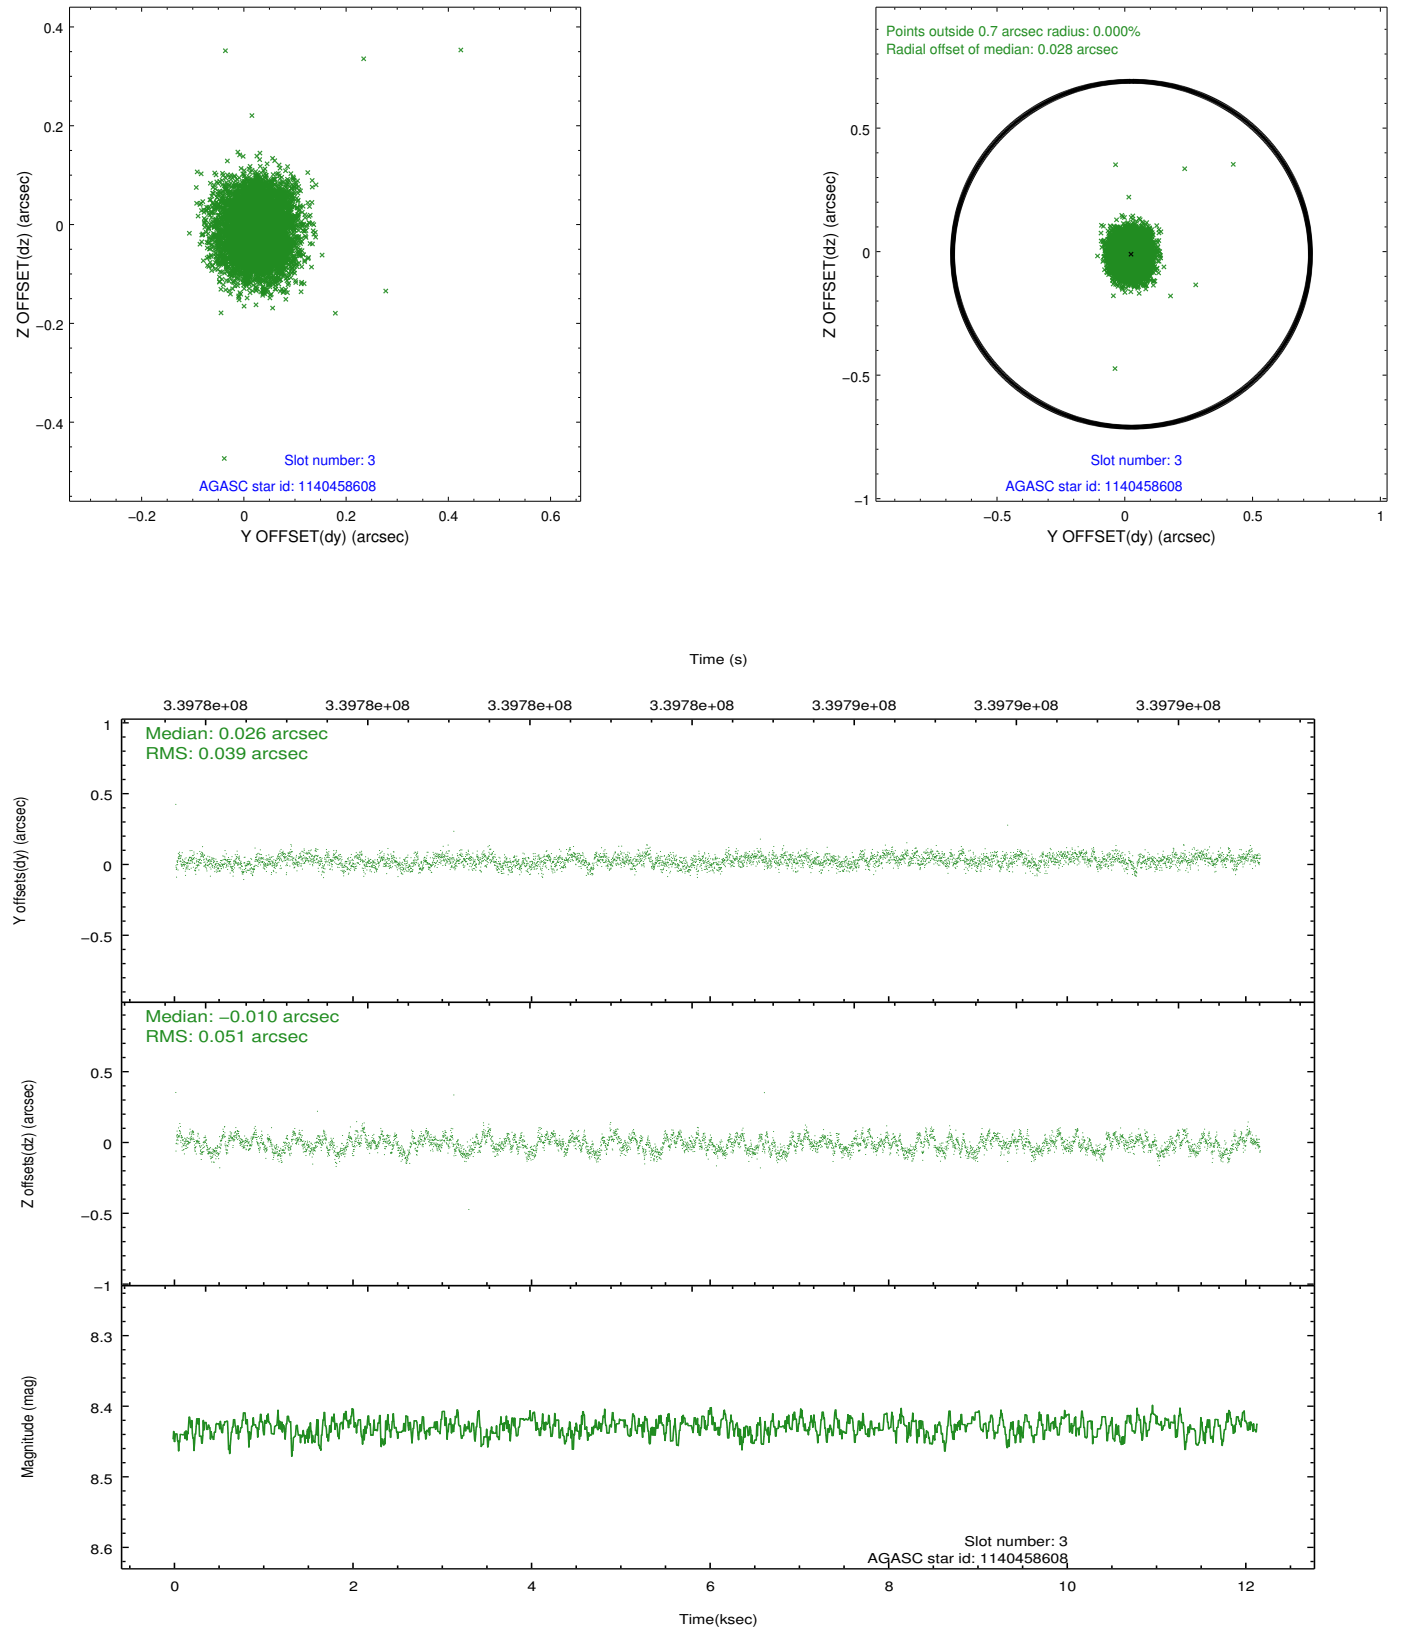 0.4
0.2
0
−0.2
−0.4
Z OFFSET(dz) (arcsec)
Slot number: 3
AGASC star id: 1140458608
−0.2 0 0.2 0.4 0.6
Y OFFSET(dy) (arcsec)
Points outside 0.7 arcsec radius: 0.000%
Radial offset of median: 0.028 arcsec
0.5
0
−0.5
−1
Z OFFSET(dz) (arcsec)
Slot number: 3
AGASC star id: 1140458608
−0.5 0 0.5 1
Y OFFSET(dy) (arcsec)
Time (s)
3.3978e+08 3.3978e+08 3.3978e+08 3.3978e+08 3.3979e+08 3.3979e+08 3.3979e+08
Median: 0.026 arcsec
RMS: 0.039 arcsec
1
0.5
0
−0.5
Y offsets(dy) (arcsec)
Median: −0.010 arcsec
RMS: 0.051 arcsec
0.5
0
−0.5
−1
Z offsets(dz) (arcsec)
8.3
8.4
8.5
8.6
Magnitude (mag)
Slot number: 3
AGASC star id: 1140458608
0 2 4 6 8 10 12
Time(ksec)